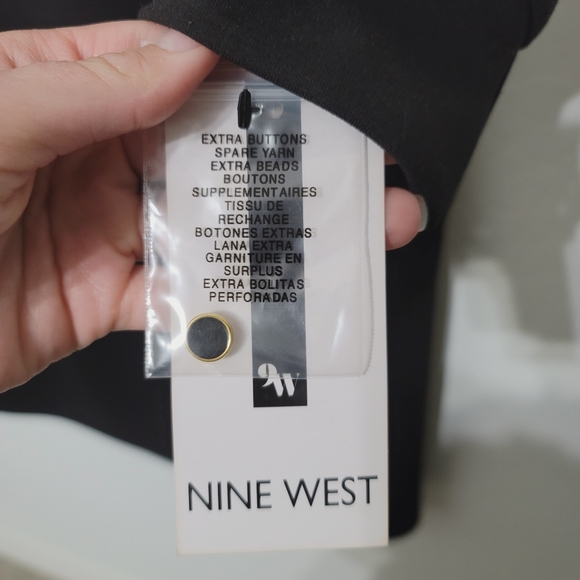 EXTRA BUTTONS
SPARE YARN
EXTRA BEADS
BOUTONS
SUPPLEMENTAIRES
TISSU DE
RECHANGE
BOTONES EXTRAS
LANA EXTRA
GARNITURE EN
SURPLUS
EXTRA BOLITAS
PERFORADAS
9W
NINE WEST